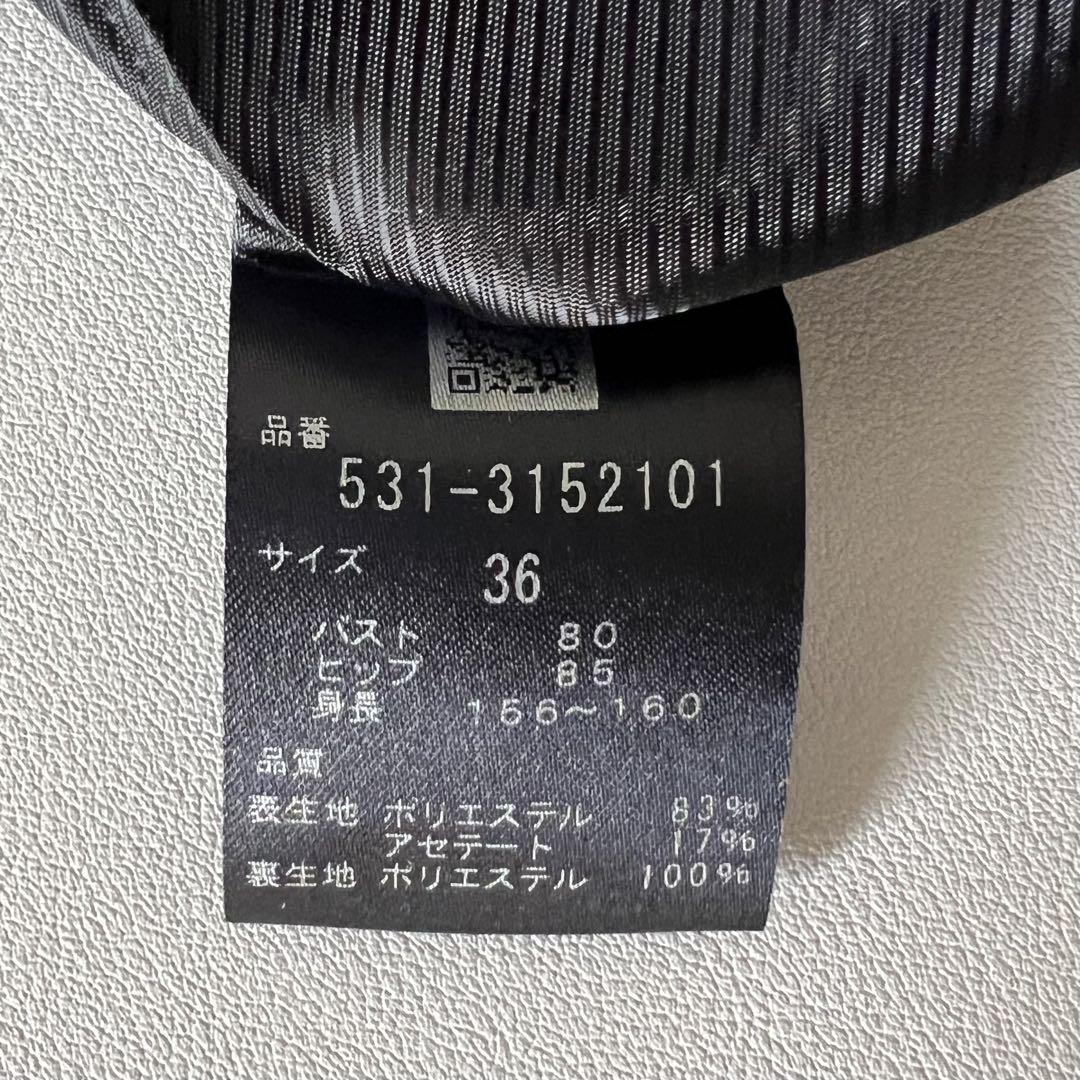 品番
531-3152101
サイズ 36
バスト 80
ヒップ 85
身長 156～160
品質
表生地 ポリエステル 83%
アセテート 17%
裏生地 ポリエステル 100%